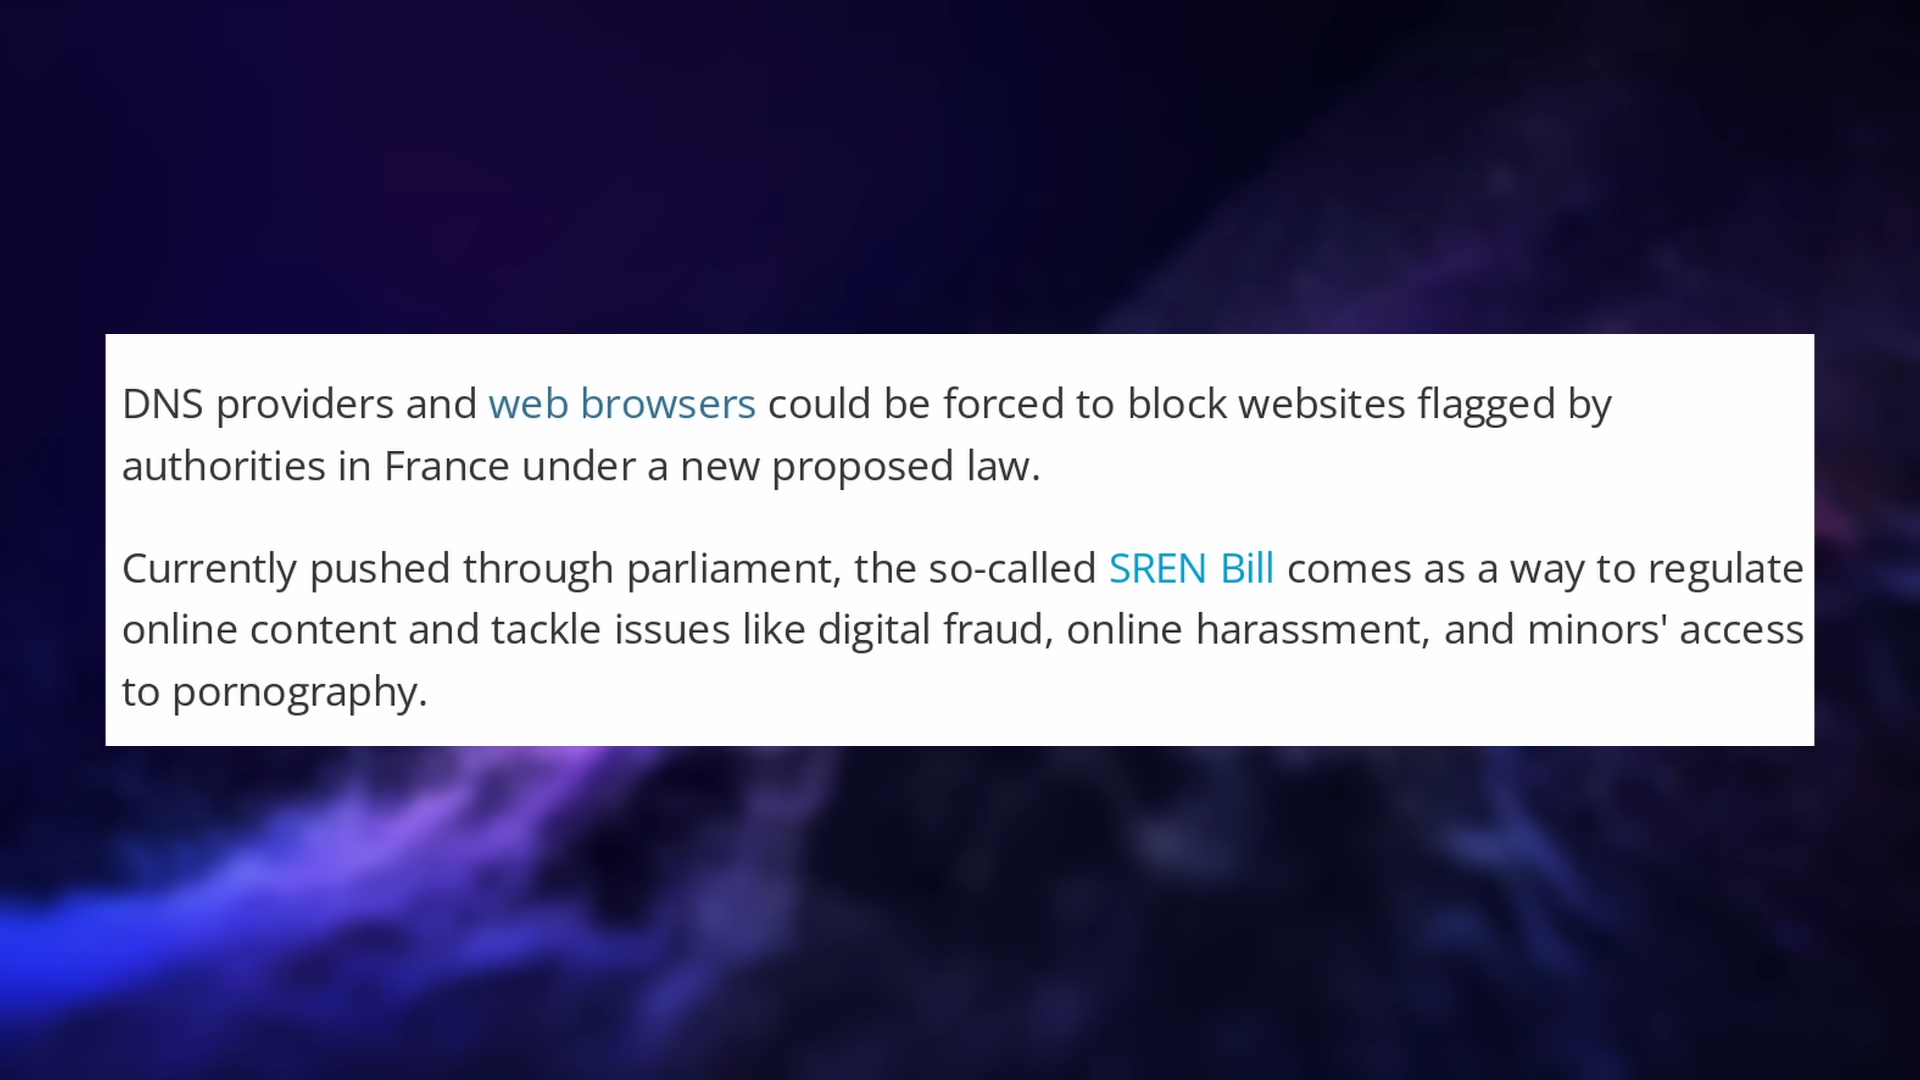 DNS providers and web browsers could be forced to block websites flagged by
authorities in France under a new proposed law.
Currently pushed through parliament, the so-called SREN Bill comes as a way to regulate
online content and tackle issues like digital fraud, online harassment, and minors' access
to pornography.